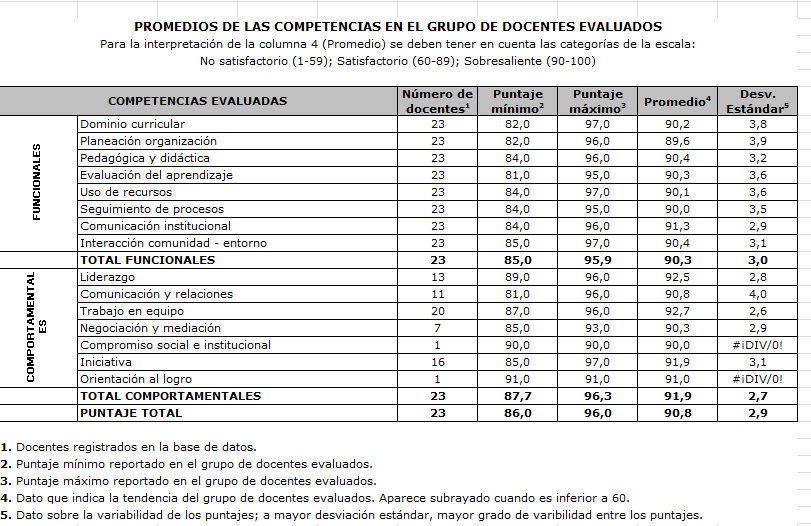 PROMEDIOS DE LAS COMPETENCIAS EN EL GRUPO DE DOCENTES EVALUADOS
Para la interpretación de la columna 4 (Promedio) se deben tener en cuenta las categorías de la escala:
No satisfactorio (1-59); Satisfactorio (60-89); Sobresaliente (90-100)
COMPETENCIAS EVALUADAS Número de docentes¹ Puntaje mínimo² Puntaje máximo³ Promedio⁴ Desv. Estándar⁵
FUNCIONALES
Dominio curricular 23 82,0 97,0 90,2 3,8
Planeación organización 23 82,0 96,0 89,6 3,9
Pedagógica y didáctica 23 84,0 96,0 90,4 3,2
Evaluación del aprendizaje 23 81,0 95,0 90,3 3,6
Uso de recursos 23 84,0 97,0 90,1 3,6
Seguimiento de procesos 23 84,0 95,0 90,0 3,5
Comunicación institucional 23 84,0 96,0 91,3 2,9
Interacción comunidad - entorno 23 85,0 97,0 90,4 3,1
TOTAL FUNCIONALES 23 85,0 95,9 90,3 3,0
COMPORTAMENTAL
ES
Liderazgo 13 89,0 96,0 92,5 2,8
Comunicación y relaciones 11 81,0 96,0 90,8 4,0
Trabajo en equipo 20 87,0 96,0 92,7 2,6
Negociación y mediación 7 85,0 93,0 90,3 2,9
Compromiso social e institucional 1 90,0 90,0 90,0 #¡DIV/0!
Iniciativa 16 85,0 97,0 91,9 3,1
Orientación al logro 1 91,0 91,0 91,0 #¡DIV/0!
TOTAL COMPORTAMENTALES 23 87,7 96,3 91,9 2,7
PUNTAJE TOTAL 23 86,0 96,0 90,8 2,9
1. Docentes registrados en la base de datos.
2. Puntaje mínimo reportado en el grupo de docentes evaluados.
3. Puntaje máximo reportado en el grupo de docentes evaluados.
4. Dato que indica la tendencia del grupo de docentes evaluados. Aparece subrayado cuando es inferior a 60.
5. Dato sobre la variabilidad de los puntajes; a mayor desviación estándar, mayor grado de varibilidad entre los puntajes.